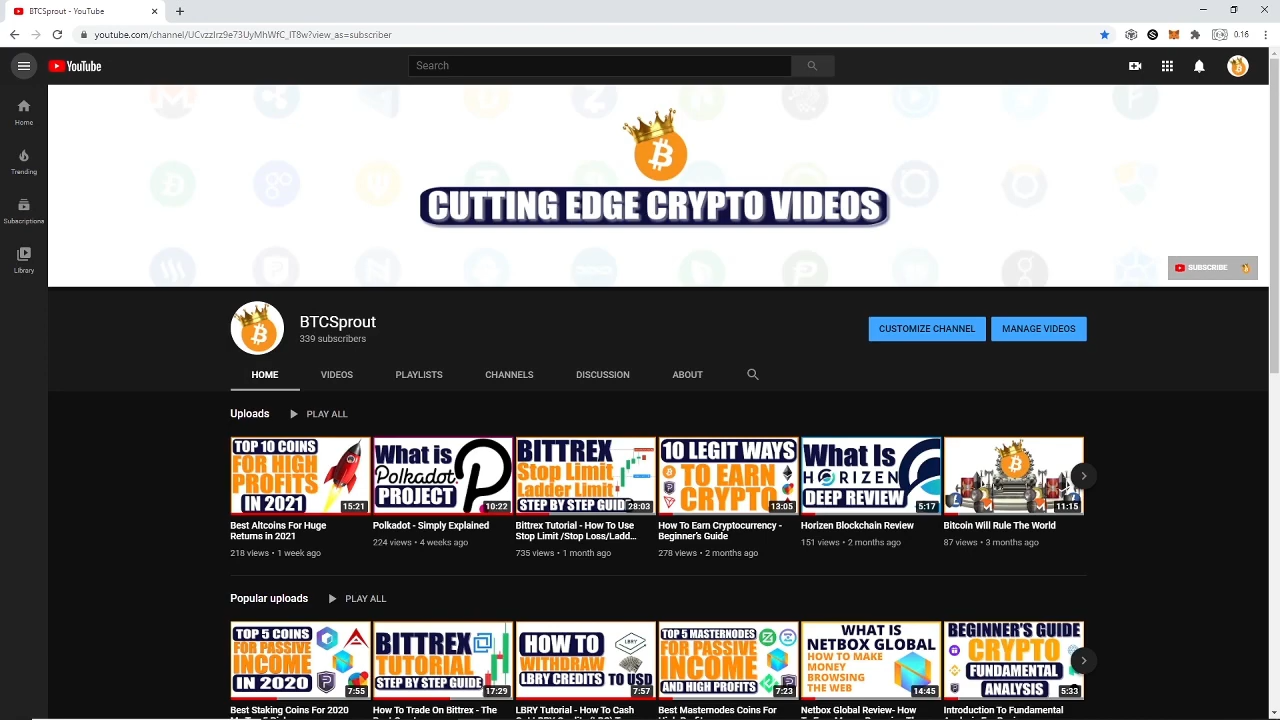 BTCSprout - YouTube
youtube.com/channel/UCvzzIrz9e73UyMhWfC_IT8w?view_as=subscriber
0.16
YouTube
Search
Home
Trending
Subscriptions
Library
CUTTING EDGE CRYPTO VIDEOS
SUBSCRIBE
BTCSprout
339 subscribers
CUSTOMIZE CHANNEL
MANAGE VIDEOS
HOME
VIDEOS
PLAYLISTS
CHANNELS
DISCUSSION
ABOUT
Uploads
PLAY ALL
TOP 10 COINS
FOR HIGH
PROFITS
IN 2021
15:21
Best Altcoins For Huge
Returns in 2021
218 views • 1 week ago
What is
Polkadot.
PROJECT
10:22
Polkadot - Simply Explained
224 views • 4 weeks ago
BITTREX
Stop Limit
Ladder Limit
STEP BY STEP GUIDE
28:03
Bittrex Tutorial - How To Use
Stop Limit /Stop Loss/Ladd...
735 views • 1 month ago
10 LEGIT WAYS
TO EARN
CRYPTO
13:05
How To Earn Cryptocurrency -
Beginner's Guide
278 views • 2 months ago
What Is
HORIZEN
DEEP REVIEW
5:17
Horizen Blockchain Review
151 views • 2 months ago
11:15
Bitcoin Will Rule The World
87 views • 3 months ago
Popular uploads
PLAY ALL
TOP 5 COINS
FOR PASSIVE
INCOME
IN 2020
7:55
Best Staking Coins For 2020
BITTREX
TUTORIAL
STEP BY STEP GUIDE
17:29
How To Trade On Bittrex - The
HOW TO
WITHDRAW
LBRY CREDITS TO USD
LBRY
7:57
LBRY Tutorial - How To Cash
TOP 5 MASTERNODES
FOR PASSIVE
INCOME
AND HIGH PROFITS
7:23
Best Masternodes Coins For
WHAT IS
NETBOX GLOBAL
HOW TO MAKE
MONEY
BROWSING
THE WEB
14:45
Netbox Global Review- How
BEGINNER'S GUIDE
CRYPTO
FUNDAMENTAL
ANALYSIS
5:33
Introduction To Fundamental